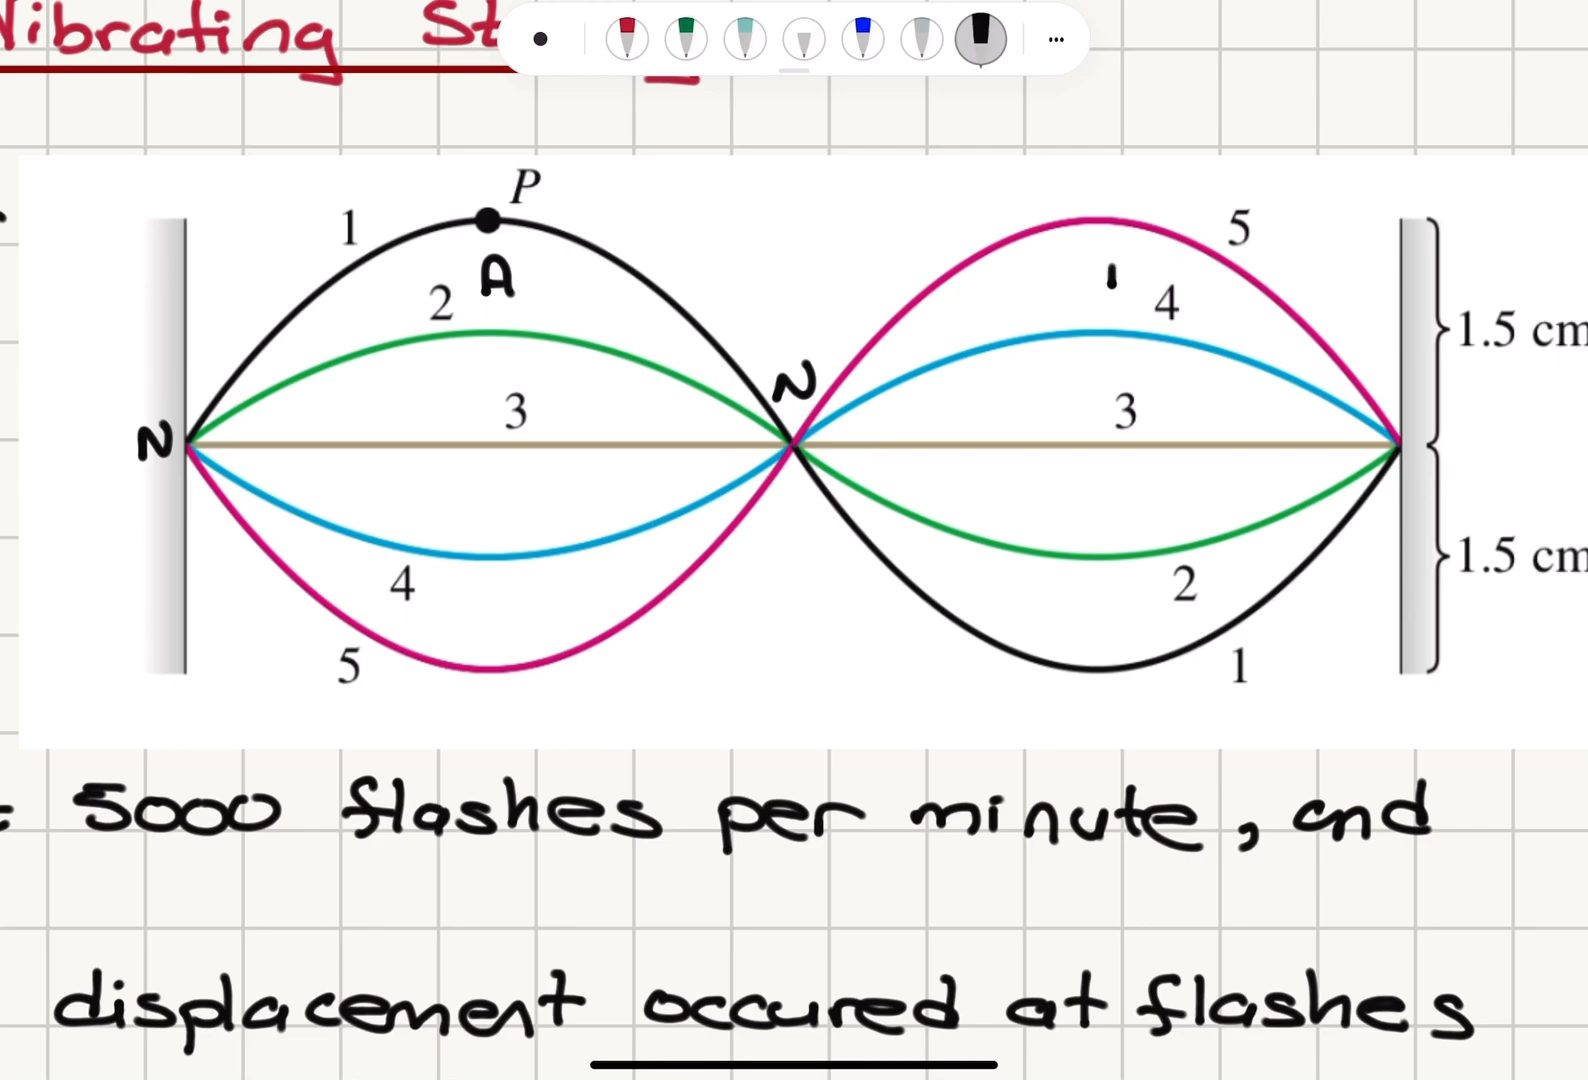 Vibrating
P
1
5
A
2
4
1.5 cm
N
3
3
N
1.5 cm
4
2
5
1
= 5000 flashes per minute, and
displacement occured at flashes